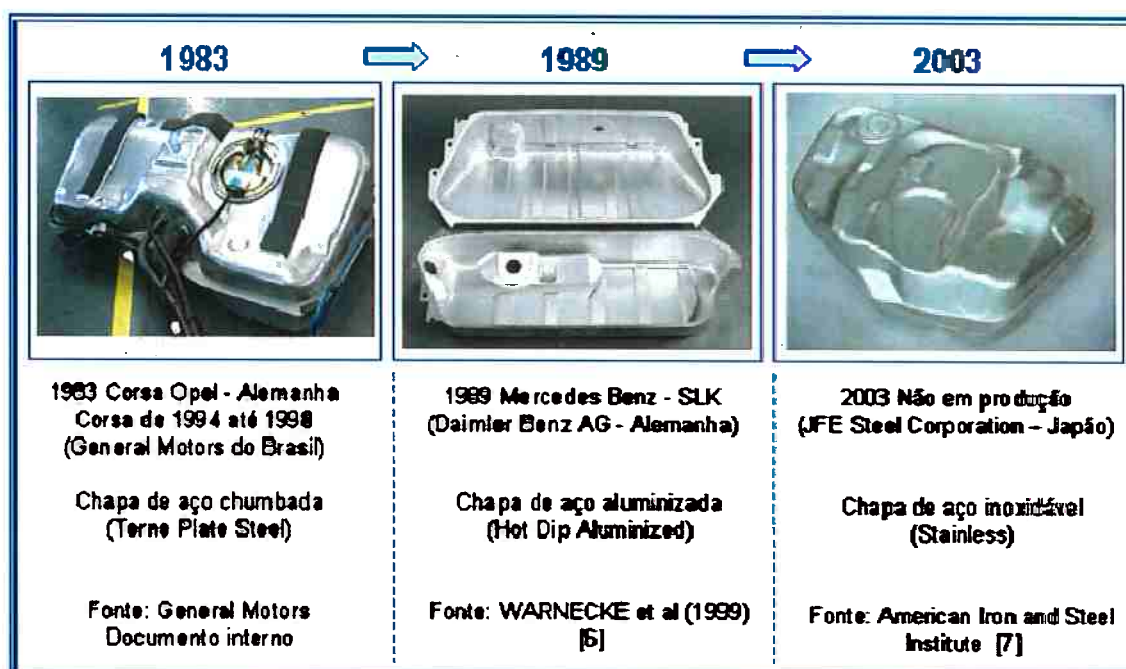 1983
1989
2003
1983 Corsa Opel - Alemanha
Corsa de 1994 até 1998
(General Motors do Brasil)
Chapa de aço chumbada
(Terne Plate Steel)
Fonte: General Motors
Documento interno
1989 Mercedes Benz - SLK
(Daimler Benz AG - Alemanha)
Chapa de aço aluminizada
(Hot Dip Aluminized)
Fonte: WARNECKE et al (1999)
[6]
2003 Não em produção
(JFE Steel Corporation – Japão)
Chapa de aço inoxidável
(Stainless)
Fonte: American Iron and Steel
Institute [7]